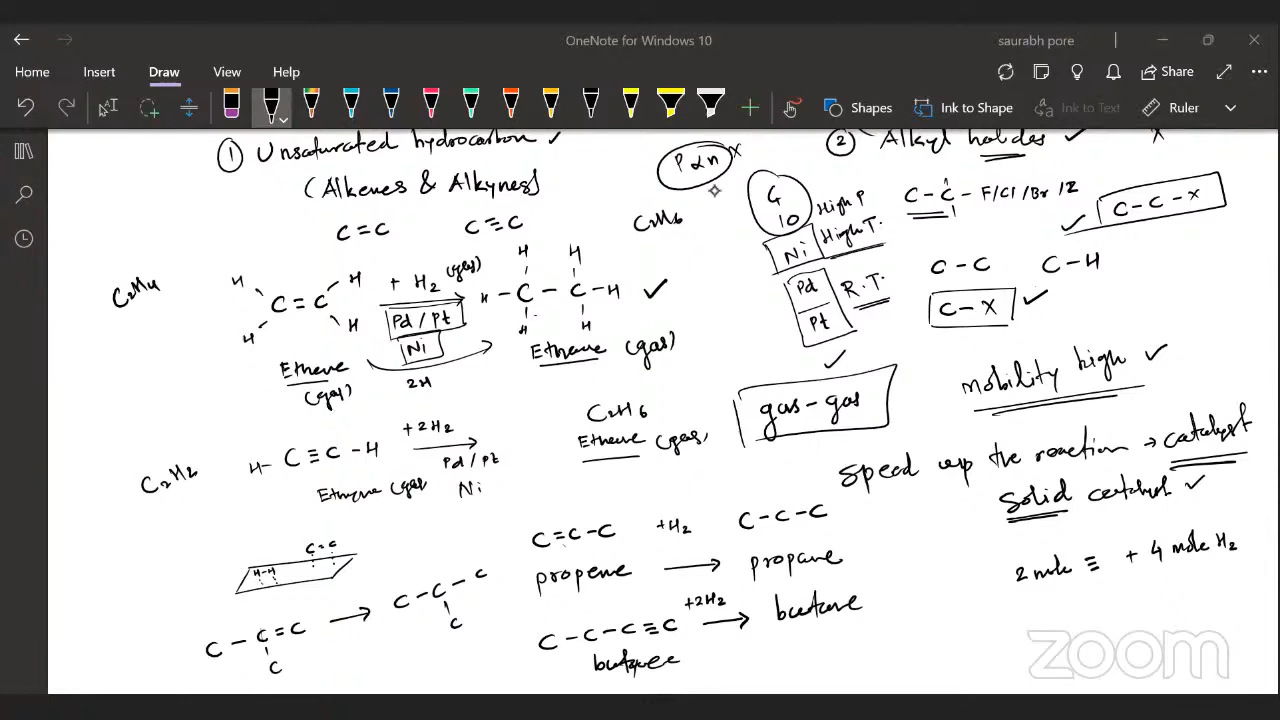 OneNote for Windows 10
saurabh pore
Home Insert Draw View Help
Share
Shapes Ink to Shape Ink to Text Ruler
① Unsaturated hydrocarbon ✓
(Alkenes & Alkynes)
C=C C≡C
C₂H₆
P α n x
② Alkyl halides ✓ x
C-C- F/Cl/Br/I
C-C-X
10
Ni High P High T.
Pd Pt R.T.
C-C C-H
C-X ✓
C₂H₄
H H C=C H H
+ H₂ (gas)
Pd/Pt
Ni
2H
H H
H-C-C-H ✓
H H
Ethene (gas)
Ethane (gas)
gas-gas
mobility high ✓
C₂H₂
H-C≡C-H +2H₂
Pd/Pt
Ni
Ethyne (gas
C₂H₆
Ethane (gas)
Speed up the reaction → catalyst
solid catalyst ✓
C=C
H-H
C=C-C +H₂ C-C-C
propene → propane
2 mole ≡ + 4 mole H₂
C-C=C → C-C-C
C C
C-C-C≡C +2H₂ → butane
zoom